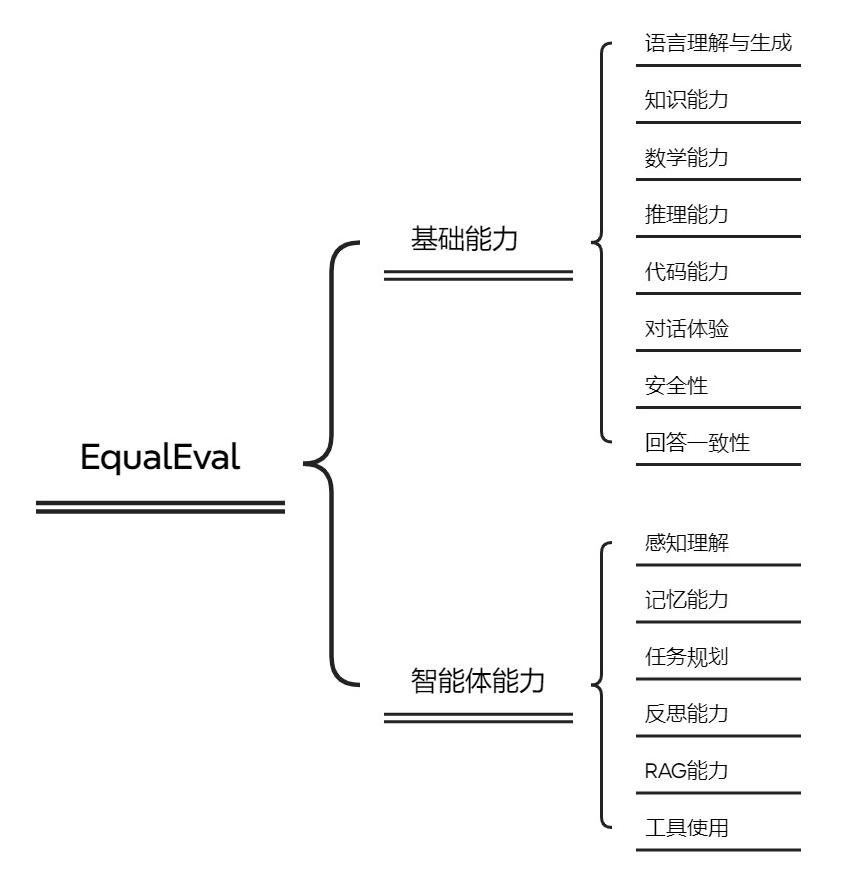 EqualEval
基础能力
语言理解与生成
知识能力
数学能力
推理能力
代码能力
对话体验
安全性
回答一致性
智能体能力
感知理解
记忆能力
任务规划
反思能力
RAG能力
工具使用